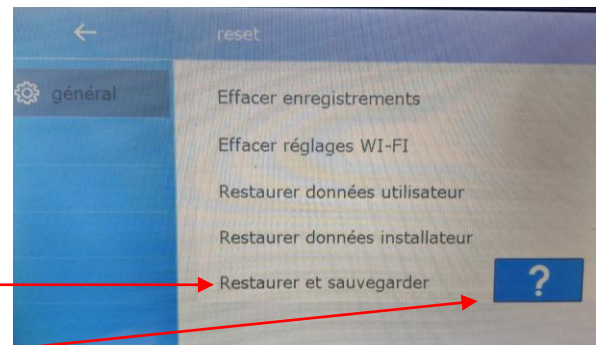 reset
général
Effacer enregistrements
Effacer réglages WI-FI
Restaurer données utilisateur
Restaurer données installateur
Restaurer et sauvegarder
?